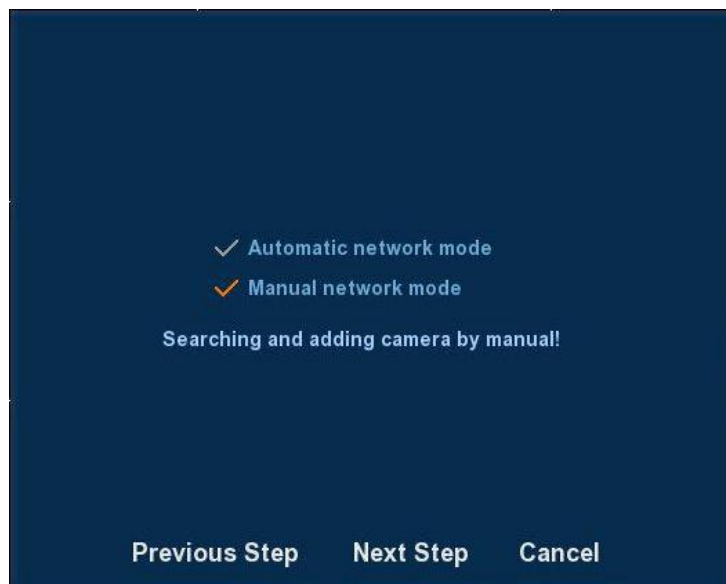 Automatic network mode
Manual network mode
Searching and adding camera by manual!
Previous Step Next Step Cancel